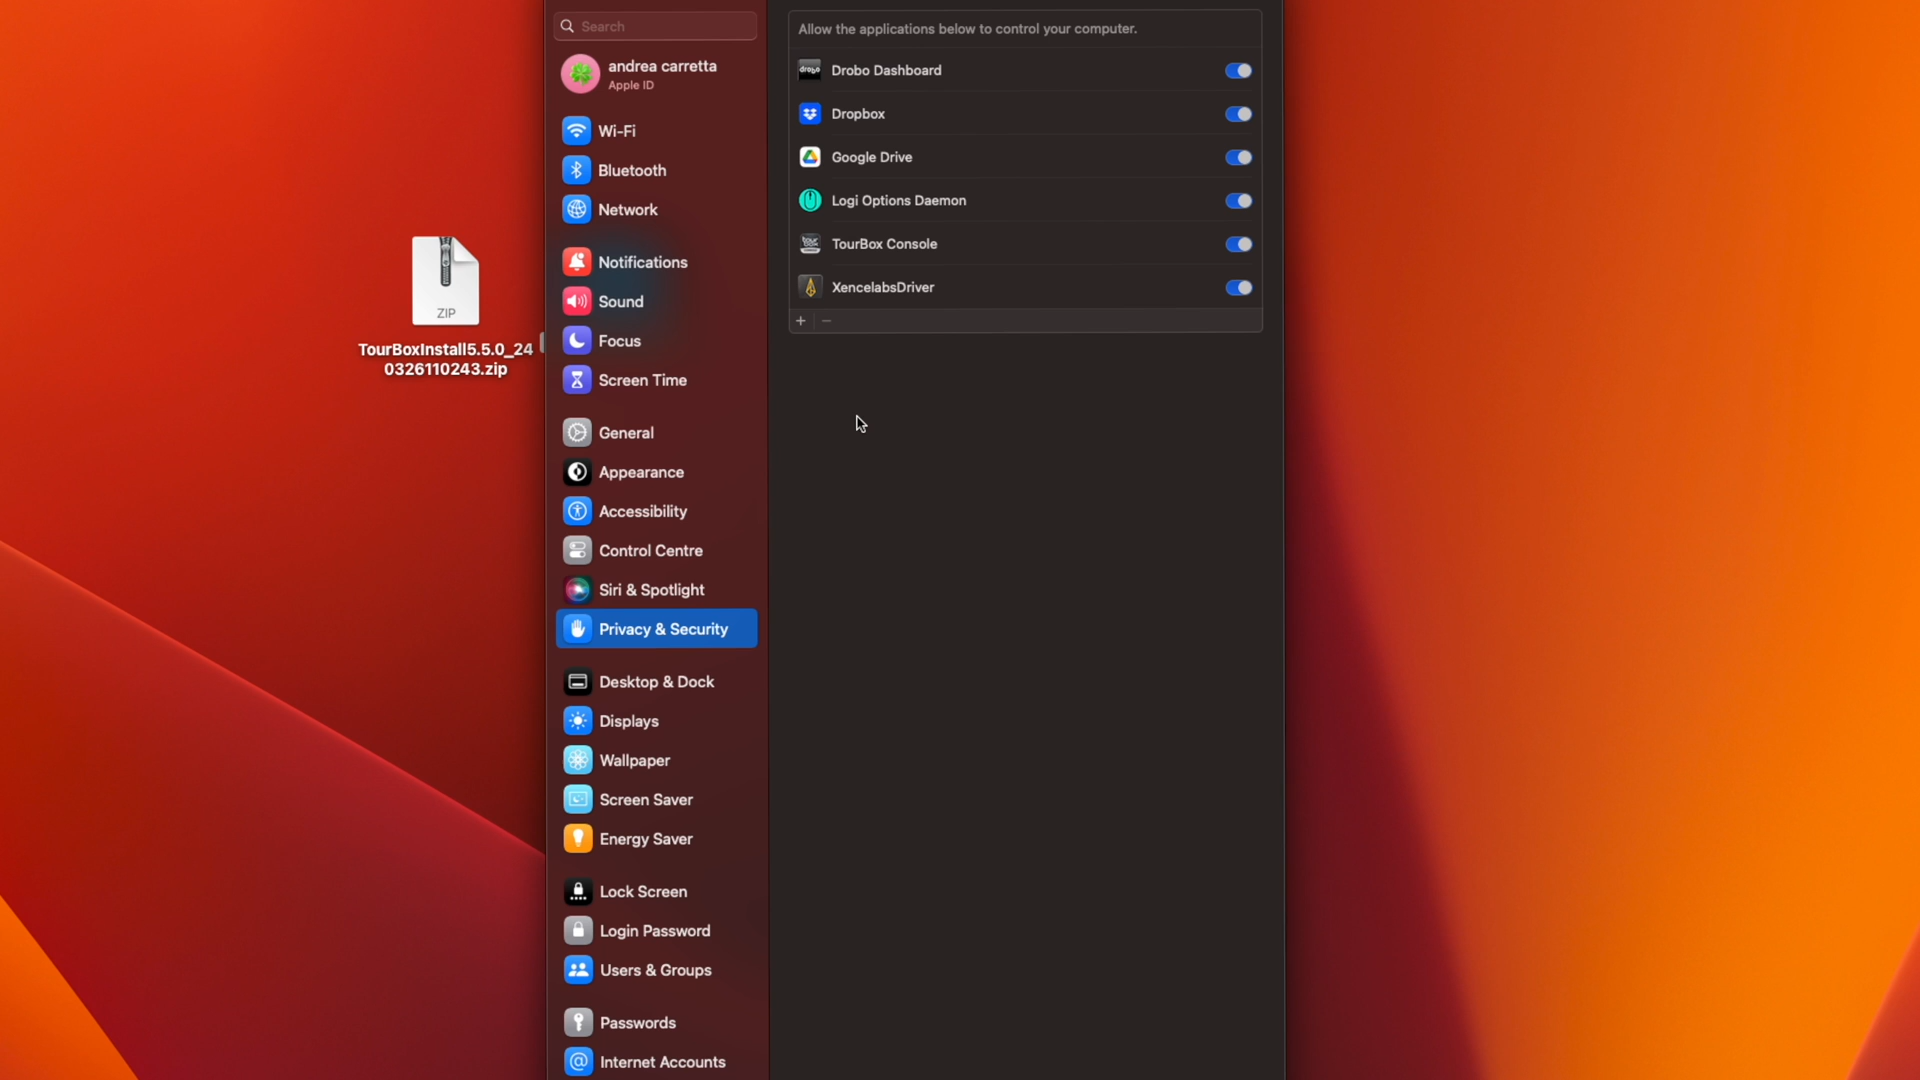 ZIP
TourBoxInstall5.5.0_24
0326110243.zip
Search
andrea carretta
Apple ID
Wi-Fi
Bluetooth
Network
Notifications
Sound
Focus
Screen Time
General
Appearance
Accessibility
Control Centre
Siri & Spotlight
Privacy & Security
Desktop & Dock
Displays
Wallpaper
Screen Saver
Energy Saver
Lock Screen
Login Password
Users & Groups
Passwords
Internet Accounts
Allow the applications below to control your computer.
drobo
Drobo Dashboard
Dropbox
Google Drive
Logi Options Daemon
TourBox Console
XencelabsDriver